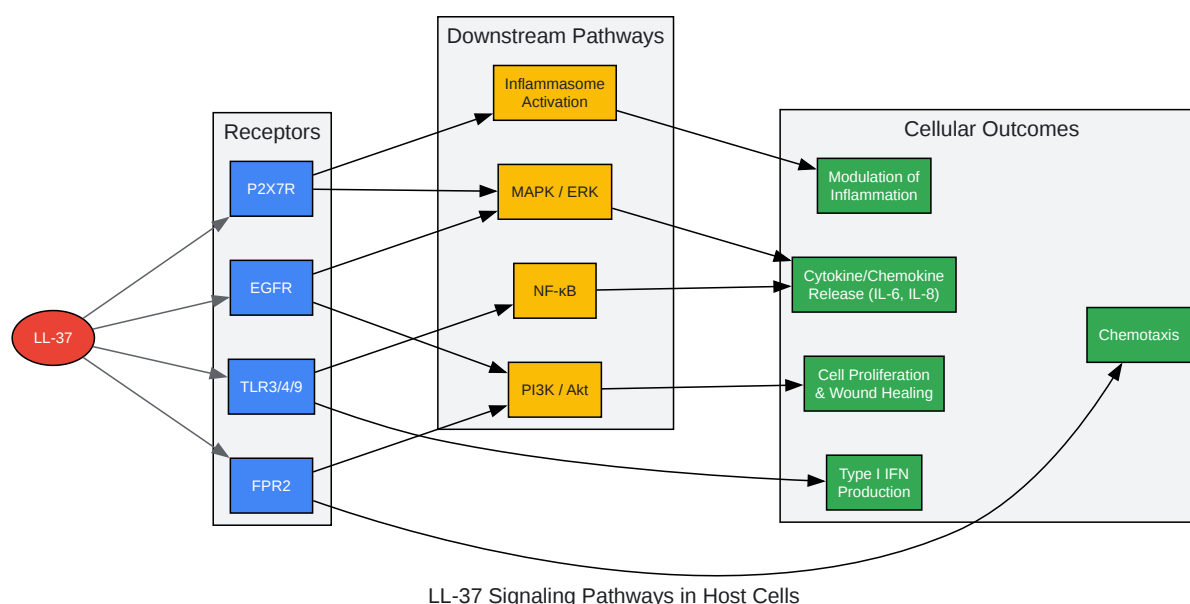 Downstream Pathways
Inflammasome
Activation
MAPK / ERK
NF-κB
PI3K / Akt
Receptors
P2X7R
EGFR
TLR3/4/9
FPR2
LL-37
Cellular Outcomes
Modulation of
Inflammation
Cytokine/Chemokine
Release (IL-6, IL-8)
Cell Proliferation
& Wound Healing
Type I IFN
Production
Chemotaxis
LL-37 Signaling Pathways in Host Cells